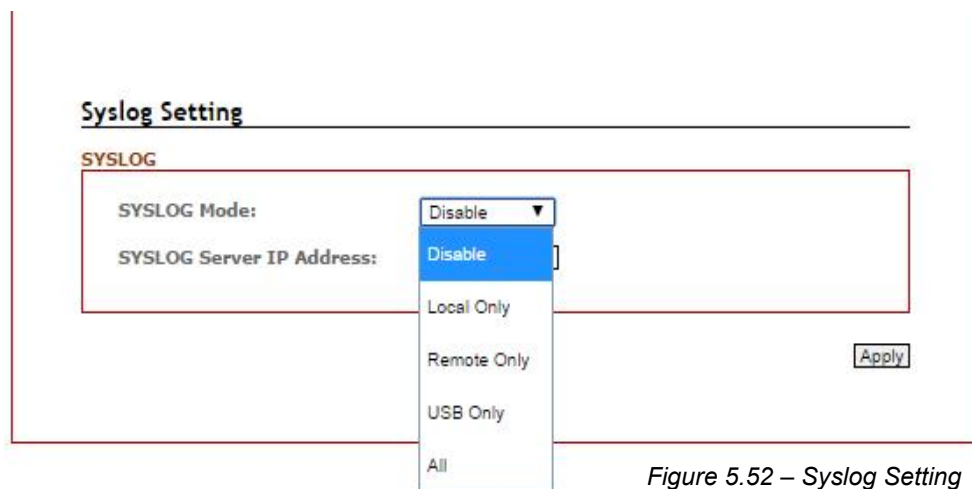 Syslog Setting
SYSLOG
SYSLOG Mode:
Disable
SYSLOG Server IP Address:
Disable
Local Only
Remote Only
USB Only
All
Apply
Figure 5.52 – Syslog Setting